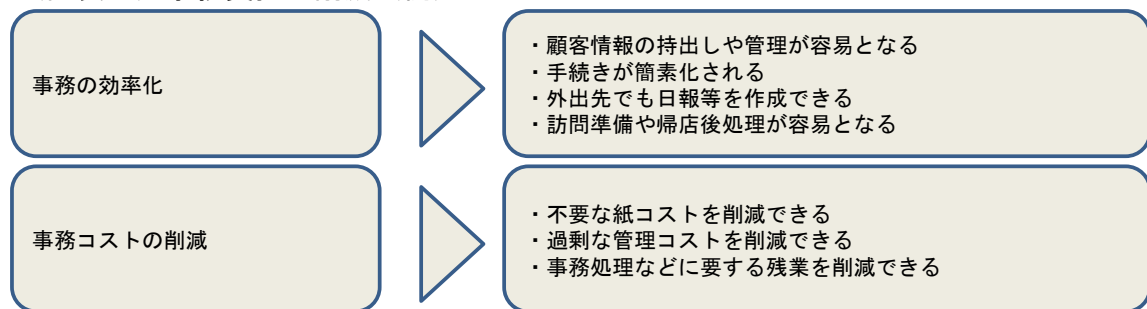 事務の効率化
・顧客情報の持出しや管理が容易となる
・手続きが簡素化される
・外出先でも日報等を作成できる
・訪問準備や帰店後処理が容易となる
事務コストの削減
・不要な紙コストを削減できる
・過剰な管理コストを削減できる
・事務処理などに要する残業を削減できる